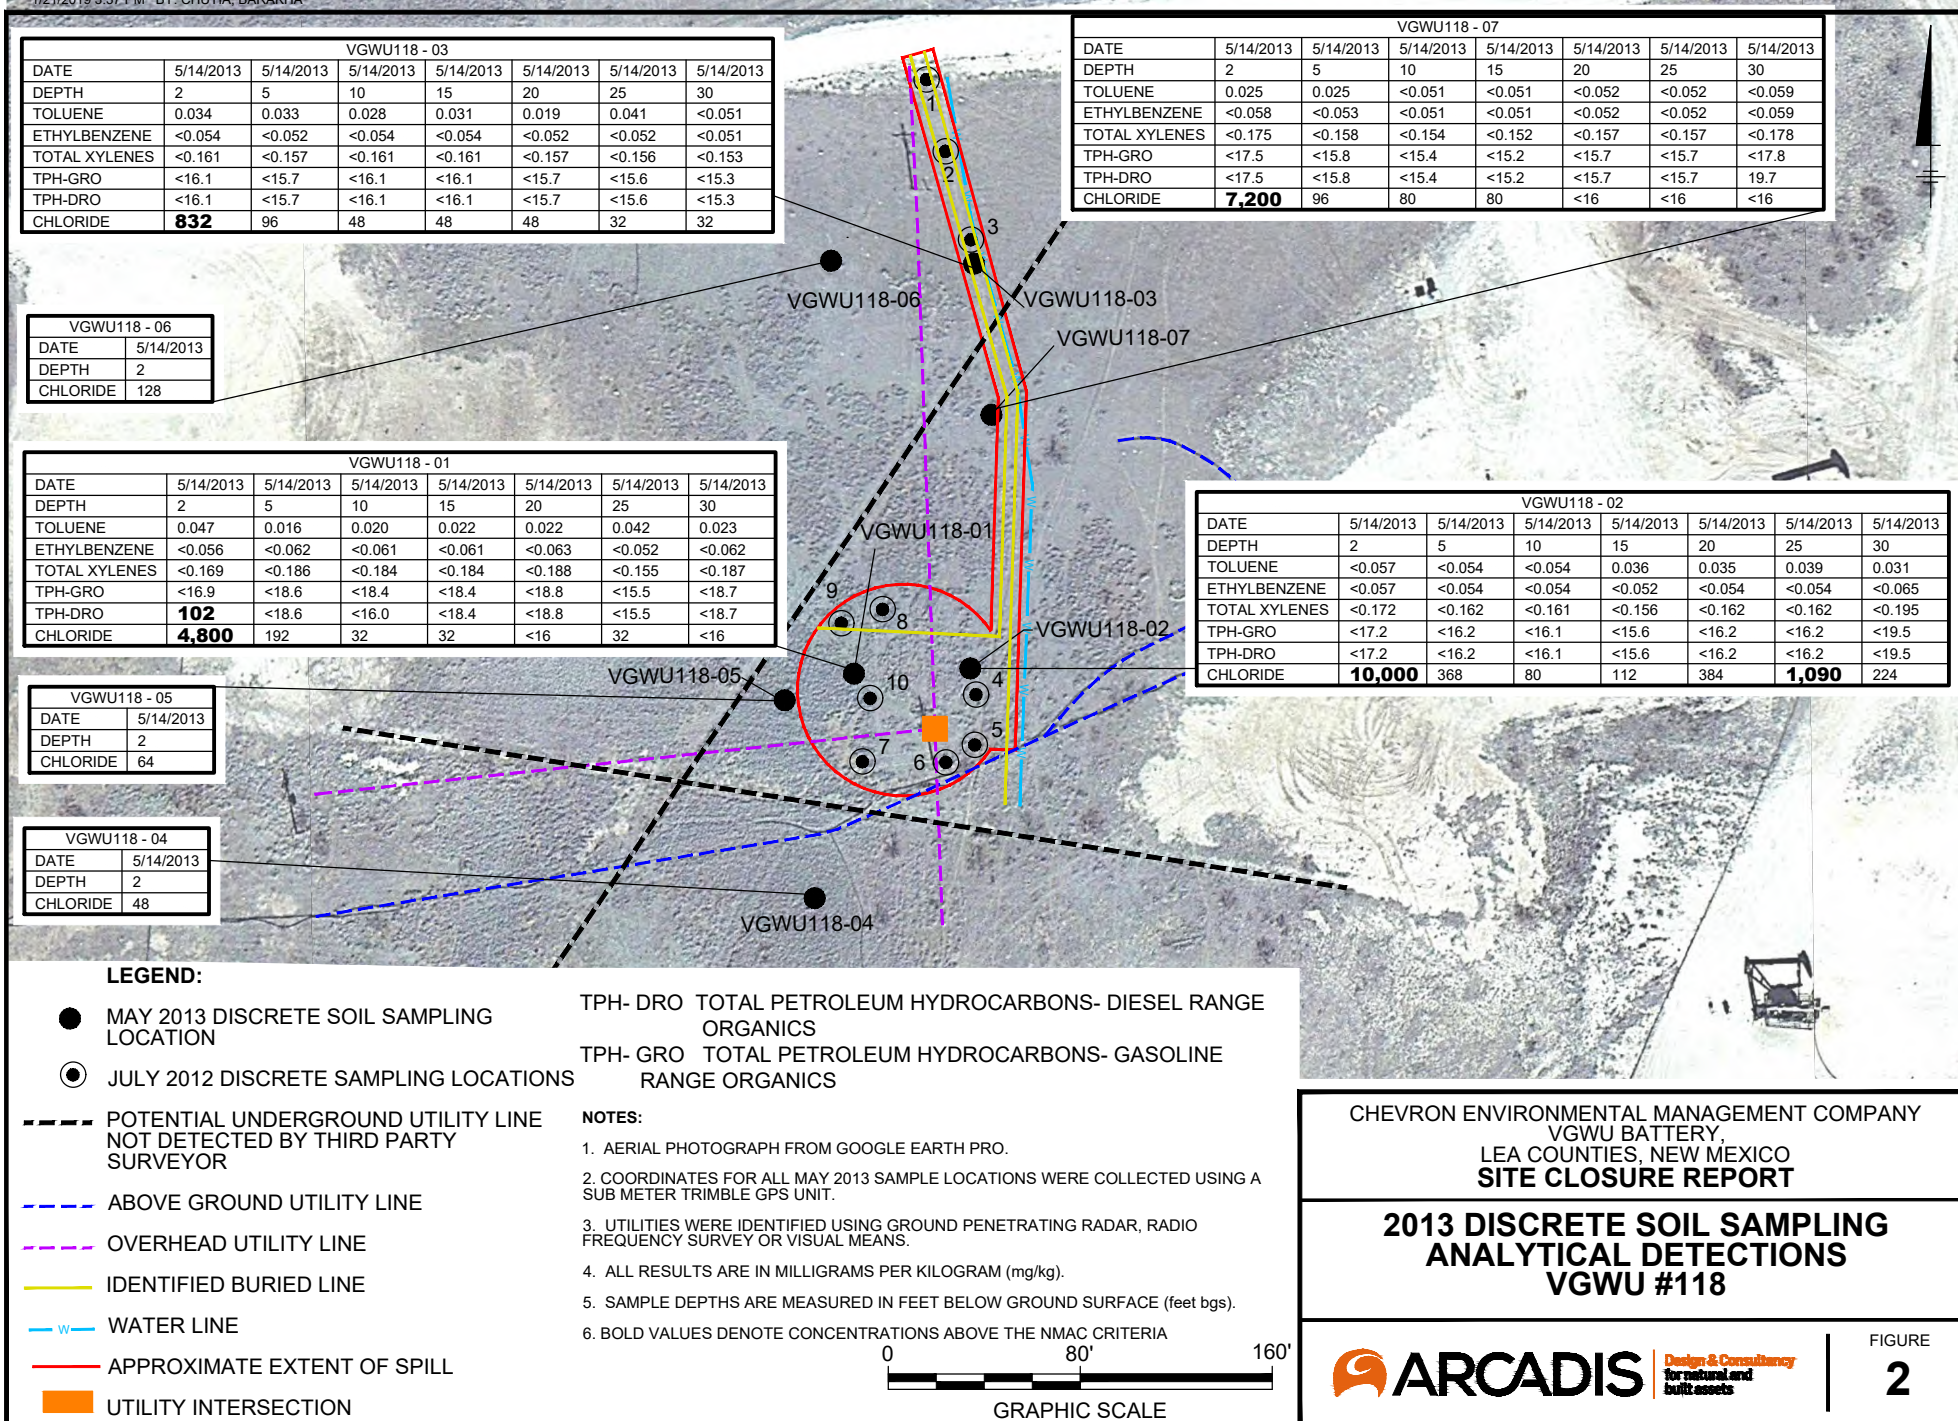 VGWU118 - 03
DATE 5/14/2013 5/14/2013 5/14/2013 5/14/2013 5/14/2013 5/14/2013 5/14/2013
DEPTH 2 5 10 15 20 25 30
TOLUENE 0.034 0.033 0.028 0.031 0.019 0.041 <0.051
ETHYLBENZENE <0.054 <0.052 <0.054 <0.054 <0.052 <0.052 <0.051
TOTAL XYLENES <0.161 <0.157 <0.161 <0.161 <0.157 <0.156 <0.153
TPH-GRO <16.1 <15.7 <16.1 <16.1 <15.7 <15.6 <15.3
TPH-DRO <16.1 <15.7 <16.1 <16.1 <15.7 <15.6 <15.3
CHLORIDE 832 96 48 48 48 32 32
VGWU118 - 07
DATE 5/14/2013 5/14/2013 5/14/2013 5/14/2013 5/14/2013 5/14/2013 5/14/2013
DEPTH 2 5 10 15 20 25 30
TOLUENE 0.025 0.025 <0.051 <0.051 <0.052 <0.052 <0.059
ETHYLBENZENE <0.058 <0.053 <0.051 <0.051 <0.052 <0.052 <0.059
TOTAL XYLENES <0.175 <0.158 <0.154 <0.152 <0.157 <0.157 <0.178
TPH-GRO <17.5 <15.8 <15.4 <15.2 <15.7 <15.7 <17.8
TPH-DRO <17.5 <15.8 <15.4 <15.2 <15.7 <15.7 19.7
CHLORIDE 7,200 96 80 80 <16 <16 <16
1
2
3
VGWU118-06
VGWU118-03
VGWU118-07
VGWU118 - 06
DATE 5/14/2013
DEPTH 2
CHLORIDE 128
VGWU118 - 01
DATE 5/14/2013 5/14/2013 5/14/2013 5/14/2013 5/14/2013 5/14/2013 5/14/2013
DEPTH 2 5 10 15 20 25 30
TOLUENE 0.047 0.016 0.020 0.022 0.022 0.042 0.023
ETHYLBENZENE <0.056 <0.062 <0.061 <0.061 <0.063 <0.052 <0.062
TOTAL XYLENES <0.169 <0.186 <0.184 <0.184 <0.188 <0.155 <0.187
TPH-GRO <16.9 <18.6 <18.4 <18.4 <18.8 <15.5 <18.7
TPH-DRO 102 <18.6 <16.0 <18.4 <18.8 <15.5 <18.7
CHLORIDE 4,800 192 32 32 <16 32 <16
VGWU118 - 02
DATE 5/14/2013 5/14/2013 5/14/2013 5/14/2013 5/14/2013 5/14/2013 5/14/2013
DEPTH 2 5 10 15 20 25 30
TOLUENE <0.057 <0.054 <0.054 0.036 0.035 0.039 0.031
ETHYLBENZENE <0.057 <0.054 <0.054 <0.052 <0.054 <0.054 <0.065
TOTAL XYLENES <0.172 <0.162 <0.161 <0.156 <0.162 <0.162 <0.195
TPH-GRO <17.2 <16.2 <16.1 <15.6 <16.2 <16.2 <19.5
TPH-DRO <17.2 <16.2 <16.1 <15.6 <16.2 <16.2 <19.5
CHLORIDE 10,000 368 80 112 384 1,090 224
VGWU118-01
9
8
VGWU118-02
VGWU118-05
10
4
7
6
5
VGWU118 - 05
DATE 5/14/2013
DEPTH 2
CHLORIDE 64
VGWU118 - 04
DATE 5/14/2013
DEPTH 2
CHLORIDE 48
VGWU118-04
LEGEND:
MAY 2013 DISCRETE SOIL SAMPLING
LOCATION
JULY 2012 DISCRETE SAMPLING LOCATIONS
POTENTIAL UNDERGROUND UTILITY LINE
NOT DETECTED BY THIRD PARTY
SURVEYOR
ABOVE GROUND UTILITY LINE
OVERHEAD UTILITY LINE
IDENTIFIED BURIED LINE
W WATER LINE
APPROXIMATE EXTENT OF SPILL
UTILITY INTERSECTION
TPH- DRO TOTAL PETROLEUM HYDROCARBONS- DIESEL RANGE
ORGANICS
TPH- GRO TOTAL PETROLEUM HYDROCARBONS- GASOLINE
RANGE ORGANICS
NOTES:
1. AERIAL PHOTOGRAPH FROM GOOGLE EARTH PRO.
2. COORDINATES FOR ALL MAY 2013 SAMPLE LOCATIONS WERE COLLECTED USING A
SUB METER TRIMBLE GPS UNIT.
3. UTILITIES WERE IDENTIFIED USING GROUND PENETRATING RADAR, RADIO
FREQUENCY SURVEY OR VISUAL MEANS.
4. ALL RESULTS ARE IN MILLIGRAMS PER KILOGRAM (mg/kg).
5. SAMPLE DEPTHS ARE MEASURED IN FEET BELOW GROUND SURFACE (feet bgs).
6. BOLD VALUES DENOTE CONCENTRATIONS ABOVE THE NMAC CRITERIA
0 80' 160'
GRAPHIC SCALE
CHEVRON ENVIRONMENTAL MANAGEMENT COMPANY
VGWU BATTERY,
LEA COUNTIES, NEW MEXICO
SITE CLOSURE REPORT
2013 DISCRETE SOIL SAMPLING
ANALYTICAL DETECTIONS
VGWU #118
ARCADIS
Design & Consultancy
for natural and
built assets
FIGURE
2